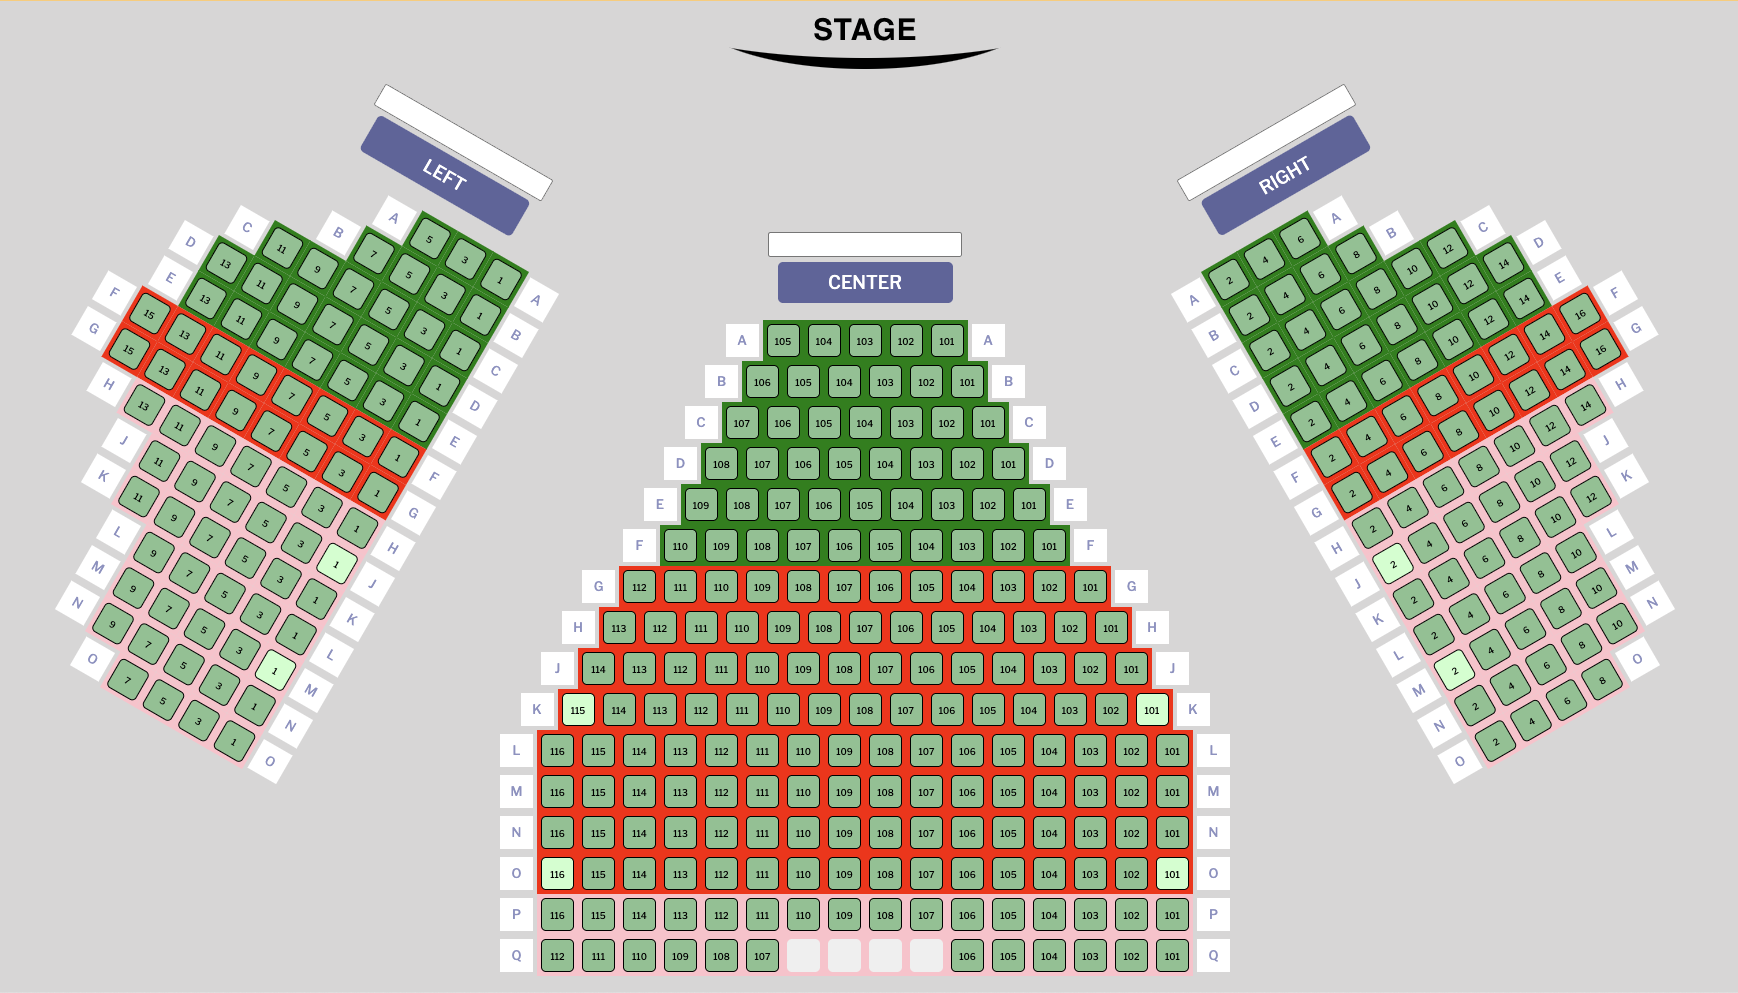 STAGE
LEFT
A 5 3 1 A
B 7 5 3 1 B
C 11 9 7 5 3 1 C
D 13 11 9 7 5 3 1 D
E 13 11 9 7 5 3 1 E
F 15 13 11 9 7 5 3 1 F
G 15 13 11 9 7 5 3 1 G
H 13 11 9 7 5 3 1 H
J 11 9 7 5 3 1 J
K 11 9 7 5 3 1 K
L 9 7 5 3 1 L
M 9 7 5 3 1 M
N 9 7 5 3 1 N
O 7 5 3 1 O
CENTER
A 105 104 103 102 101 A
B 106 105 104 103 102 101 B
C 107 106 105 104 103 102 101 C
D 108 107 106 105 104 103 102 101 D
E 109 108 107 106 105 104 103 102 101 E
F 110 109 108 107 106 105 104 103 102 101 F
G 112 111 110 109 108 107 106 105 104 103 102 101 G
H 113 112 111 110 109 108 107 106 105 104 103 102 101 H
J 114 113 112 111 110 109 108 107 106 105 104 103 102 101 J
K 115 114 113 112 111 110 109 108 107 106 105 104 103 102 101 K
L 116 115 114 113 112 111 110 109 108 107 106 105 104 103 102 101 L
M 116 115 114 113 112 111 110 109 108 107 106 105 104 103 102 101 M
N 116 115 114 113 112 111 110 109 108 107 106 105 104 103 102 101 N
O 116 115 114 113 112 111 110 109 108 107 106 105 104 103 102 101 O
P 116 115 114 113 112 111 110 109 108 107 106 105 104 103 102 101 P
Q 112 111 110 109 108 107 106 105 104 103 102 101 Q
RIGHT
A 2 4 6 A
B 2 4 6 8 B
C 2 4 6 8 10 12 C
D 2 4 6 8 10 12 14 D
E 2 4 6 8 10 12 14 E
F 2 4 6 8 10 12 14 16 F
G 2 4 6 8 10 12 14 16 G
H 2 4 6 8 10 12 14 H
J 2 4 6 8 10 12 J
K 2 4 6 8 10 12 K
L 2 4 6 8 10 L
M 2 4 6 8 10 M
N 2 4 6 8 10 N
O 2 4 6 8 O